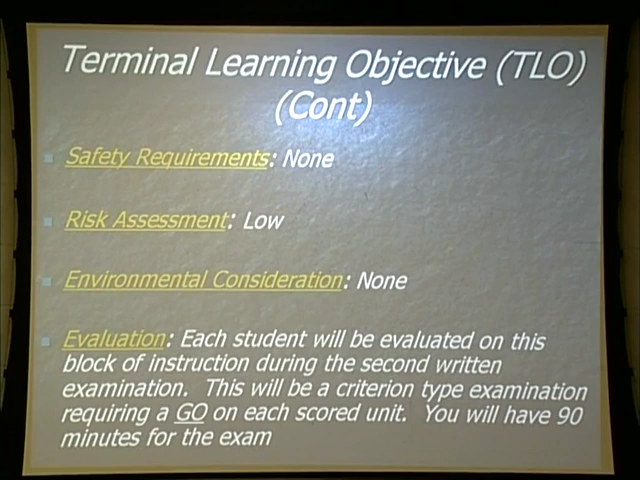 Terminal Learning Objective (TLO)
(Cont)
Safety Requirements: None
Risk Assessment: Low
Environmental Consideration: None
Evaluation: Each student will be evaluated on this
block of instruction during the second written
examination. This will be a criterion type examination
requiring a GO on each scored unit. You will have 90
minutes for the exam